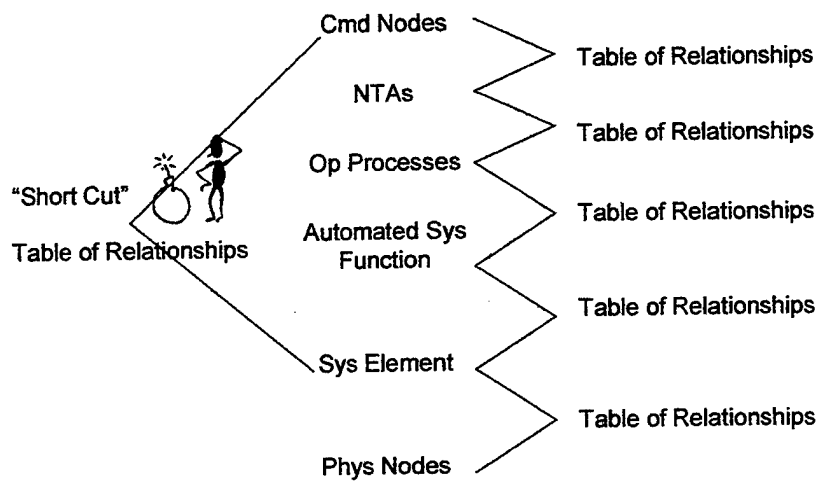 Cmd Nodes
Table of Relationships
NTAs
Table of Relationships
Op Processes
"Short Cut"
Table of Relationships
Table of Relationships
Automated Sys
Function
Table of Relationships
Sys Element
Table of Relationships
Phys Nodes